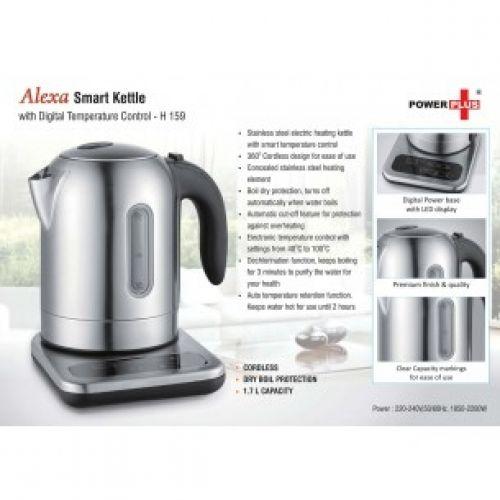 Alexa Smart Kettle
with Digital Temperature Control - H 159
POWER PLUS
®
• Stainless steel electric heating kettle
with smart temperature control
• 360° Cordless design for ease of use
• Concealed stainless steel heating
element
• Boil dry protection, turns off
automatically when water boils
• Automatic cut-off feature for protection
against overheating
• Electronic temperature control with
settings from 40°C to 100°C
• Dechlorination function, keeps boiling
for 3 minutes to purify the water for
your health
• Auto temperature retention function.
Keeps water hot for use until 2 hours
• CORDLESS
• DRY BOIL PROTECTION
• 1.7 L CAPACITY
Digital Power base
with LED display
Premium finish & quality
Clear Capacity markings
for ease of use
Power : 220-240V,50/60Hz, 1850-2200W